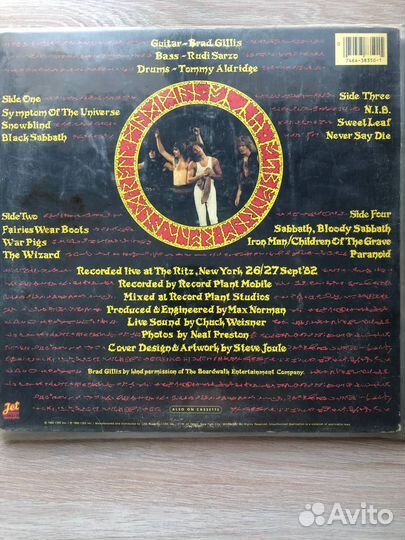 Guitar - Brad Gillis
Bass - Rudi Sarzo
Drums - Tommy Aldridge
7464-38350-1
Side One
Symptom Of The Universe
Snowblind
Black Sabbath
Side Three
N.I.B.
Sweet Leaf
Never Say Die
Side Two
Fairies Wear Boots
War Pigs
The Wizard
Side Four
Sabbath, Bloody Sabbath
Iron Man/Children Of The Grave
Paranoid
Recorded live at The Ritz, New York, 26/27 Sept '82
Recorded by Record Plant Mobile
Mixed at Record Plant Studios
Produced & Engineered by Max Norman
Live Sound by Chuck Weisner
Photos by Neal Preston
Cover Design & Artwork by Steve Joule
Brad Gillis by kind permission of The Boardwalk Entertainment Company.
Jet
ALSO ON CASSETTE
Avito